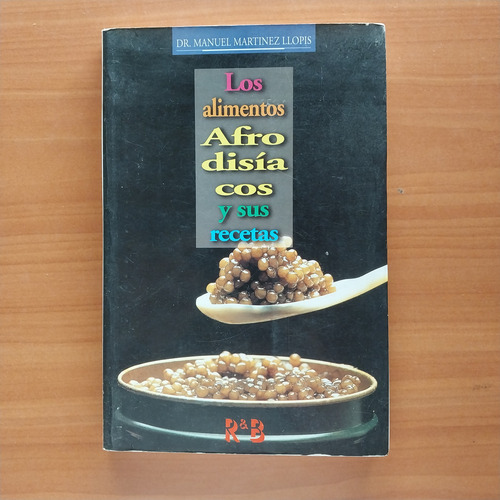 DR. MANUEL MARTINEZ LLOPIS
Los
alimentos
Afro
disía
cos
y sus
recetas
R&B